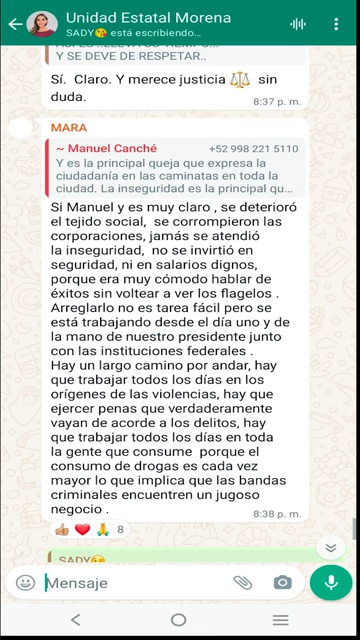 Unidad Estatal Morena
SADY😘 está escribiendo...
Y SE DEVE DE RESPETAR..
Sí. Claro. Y merece justicia ⚖️ sin
duda.
8:37 p. m.
MARA
~ Manuel Canché +52 998 221 5110
Y es la principal queja que expresa la
ciudadanía en las caminatas en toda la
ciudad. La inseguridad es la principal qu...
Si Manuel y es muy claro , se deterioró
el tejido social, se corrompieron las
corporaciones, jamás se atendió
la inseguridad, no se invirtió en
seguridad, ni en salarios dignos,
porque era muy cómodo hablar de
éxitos sin voltear a ver los flagelos .
Arreglarlo no es tarea fácil pero se
está trabajando desde el día uno y de
la mano de nuestro presidente junto
con las instituciones federales .
Hay un largo camino por andar, hay
que trabajar todos los días en los
orígenes de las violencias, hay que
ejercer penas que verdaderamente
vayan de acorde a los delitos, hay
que trabajar todos los días en toda
la gente que consume porque el
consumo de drogas es cada vez
mayor lo que implica que las bandas
criminales encuentren un jugoso
negocio .
8:38 p. m.
👍🏼 ❤️ 🙏 8
SADY😘
Mensaje